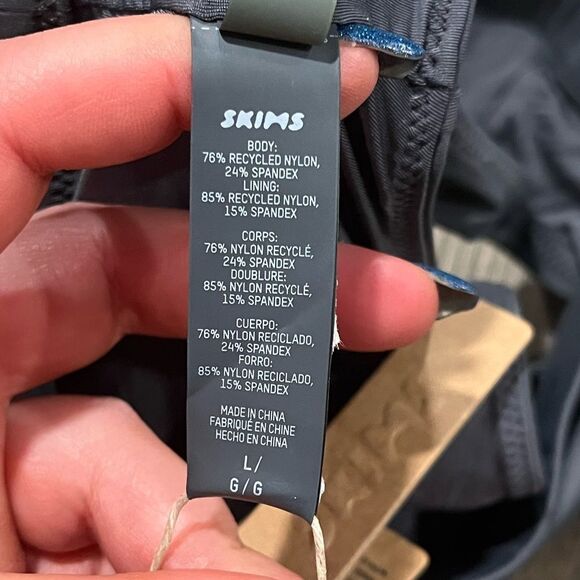 SKIMS
BODY:
76% RECYCLED NYLON,
24% SPANDEX
LINING:
85% RECYCLED NYLON,
15% SPANDEX
CORPS:
76% NYLON RECYCLÉ,
24% SPANDEX
DOUBLURE:
85% NYLON RECYCLÉ,
15% SPANDEX
CUERPO:
76% NYLON RECICLADO,
24% SPANDEX
FORRO:
85% NYLON RECICLADO,
15% SPANDEX
MADE IN CHINA
FABRIQUÉ EN CHINE
HECHO EN CHINA
L/
G/G